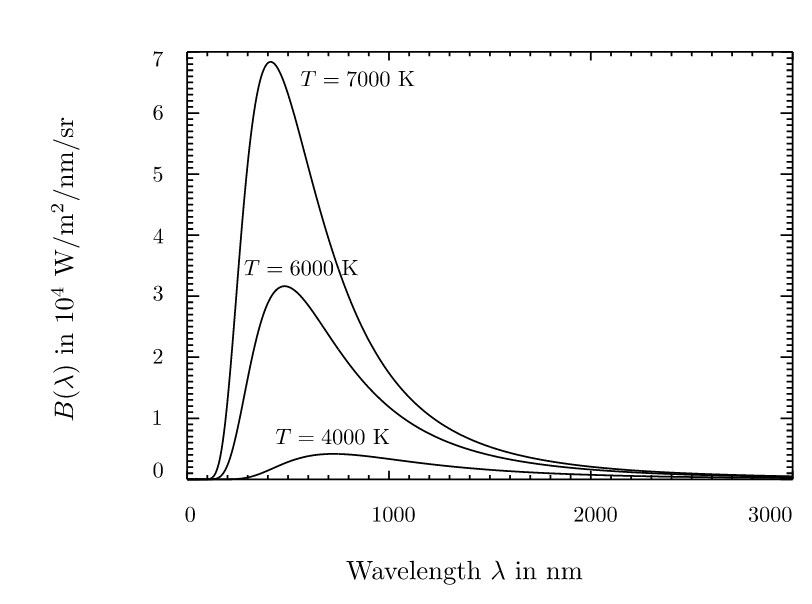 B(λ) in 10⁴ W/m²/nm/sr
7
6
5
4
3
2
1
0
T = 7000 K
T = 6000 K
T = 4000 K
0 1000 2000 3000
Wavelength λ in nm